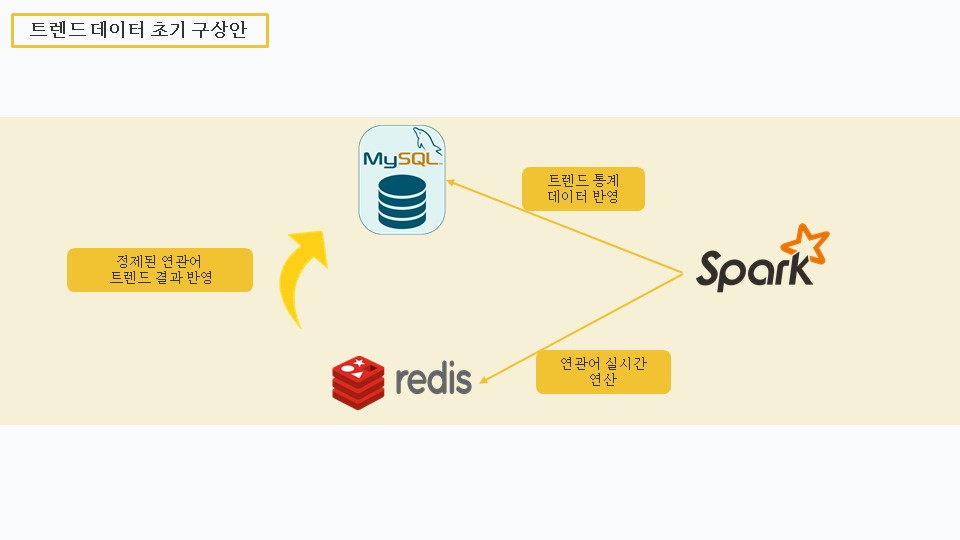 트렌드 데이터 초기 구상안
MySQL
트렌드 통계
데이터 반영
정제된 연관어
트렌드 결과 반영
Spark
redis
연관어 실시간
연산